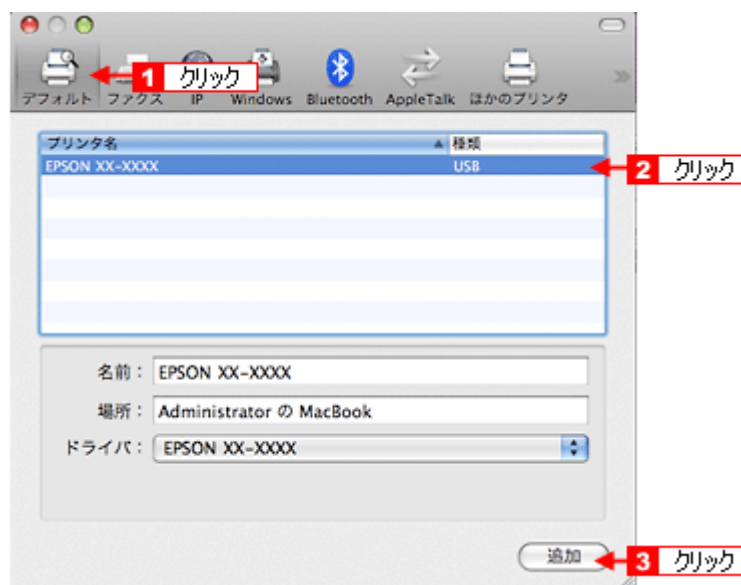 1 クリック
デフォルト ファクス IP Windows Bluetooth AppleTalk ほかのプリンタ
プリンタ名 種類
EPSON XX-XXXX USB
2 クリック
名前： EPSON XX-XXXX
場所： Administrator の MacBook
ドライバ： EPSON XX-XXXX
追加
3 クリック